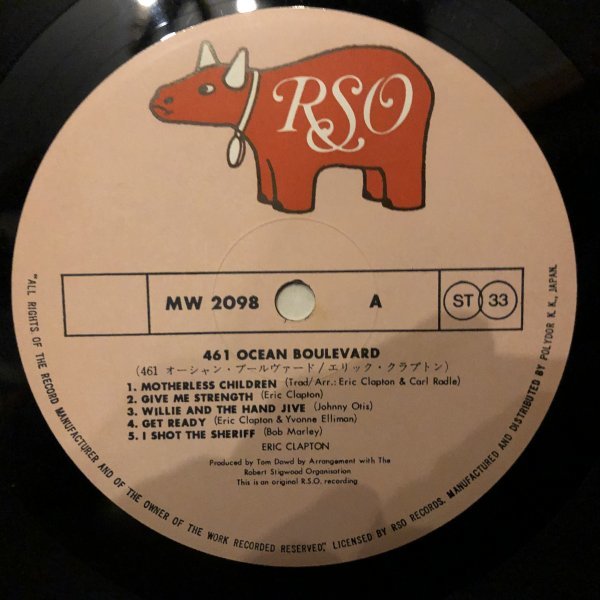 RSO
MW 2098
A
ST 33
461 OCEAN BOULEVARD
(461 オーシャン・ブールヴァード/エリック・クラプトン)
1. MOTHERLESS CHILDREN (Trad/Arr.: Eric Clapton & Carl Radle)
2. GIVE ME STRENGTH (Eric Clapton)
3. WILLIE AND THE HAND JIVE (Johnny Otis)
4. GET READY (Eric Clapton & Yvonne Elliman)
5. I SHOT THE SHERIFF (Bob Marley)
ERIC CLAPTON
Produced by Tom Dowd by Arrangement with The
Robert Stigwood Organisation
This is an original R.S.O. recording
"ALL RIGHTS OF THE RECORD MANUFACTURER AND OF THE OWNER OF THE WORK RECORDED RESERVED," LICENSED BY RSO RECORDS. MANUFACTURED AND DISTRIBUTED BY POLYDOR K.K., JAPAN.